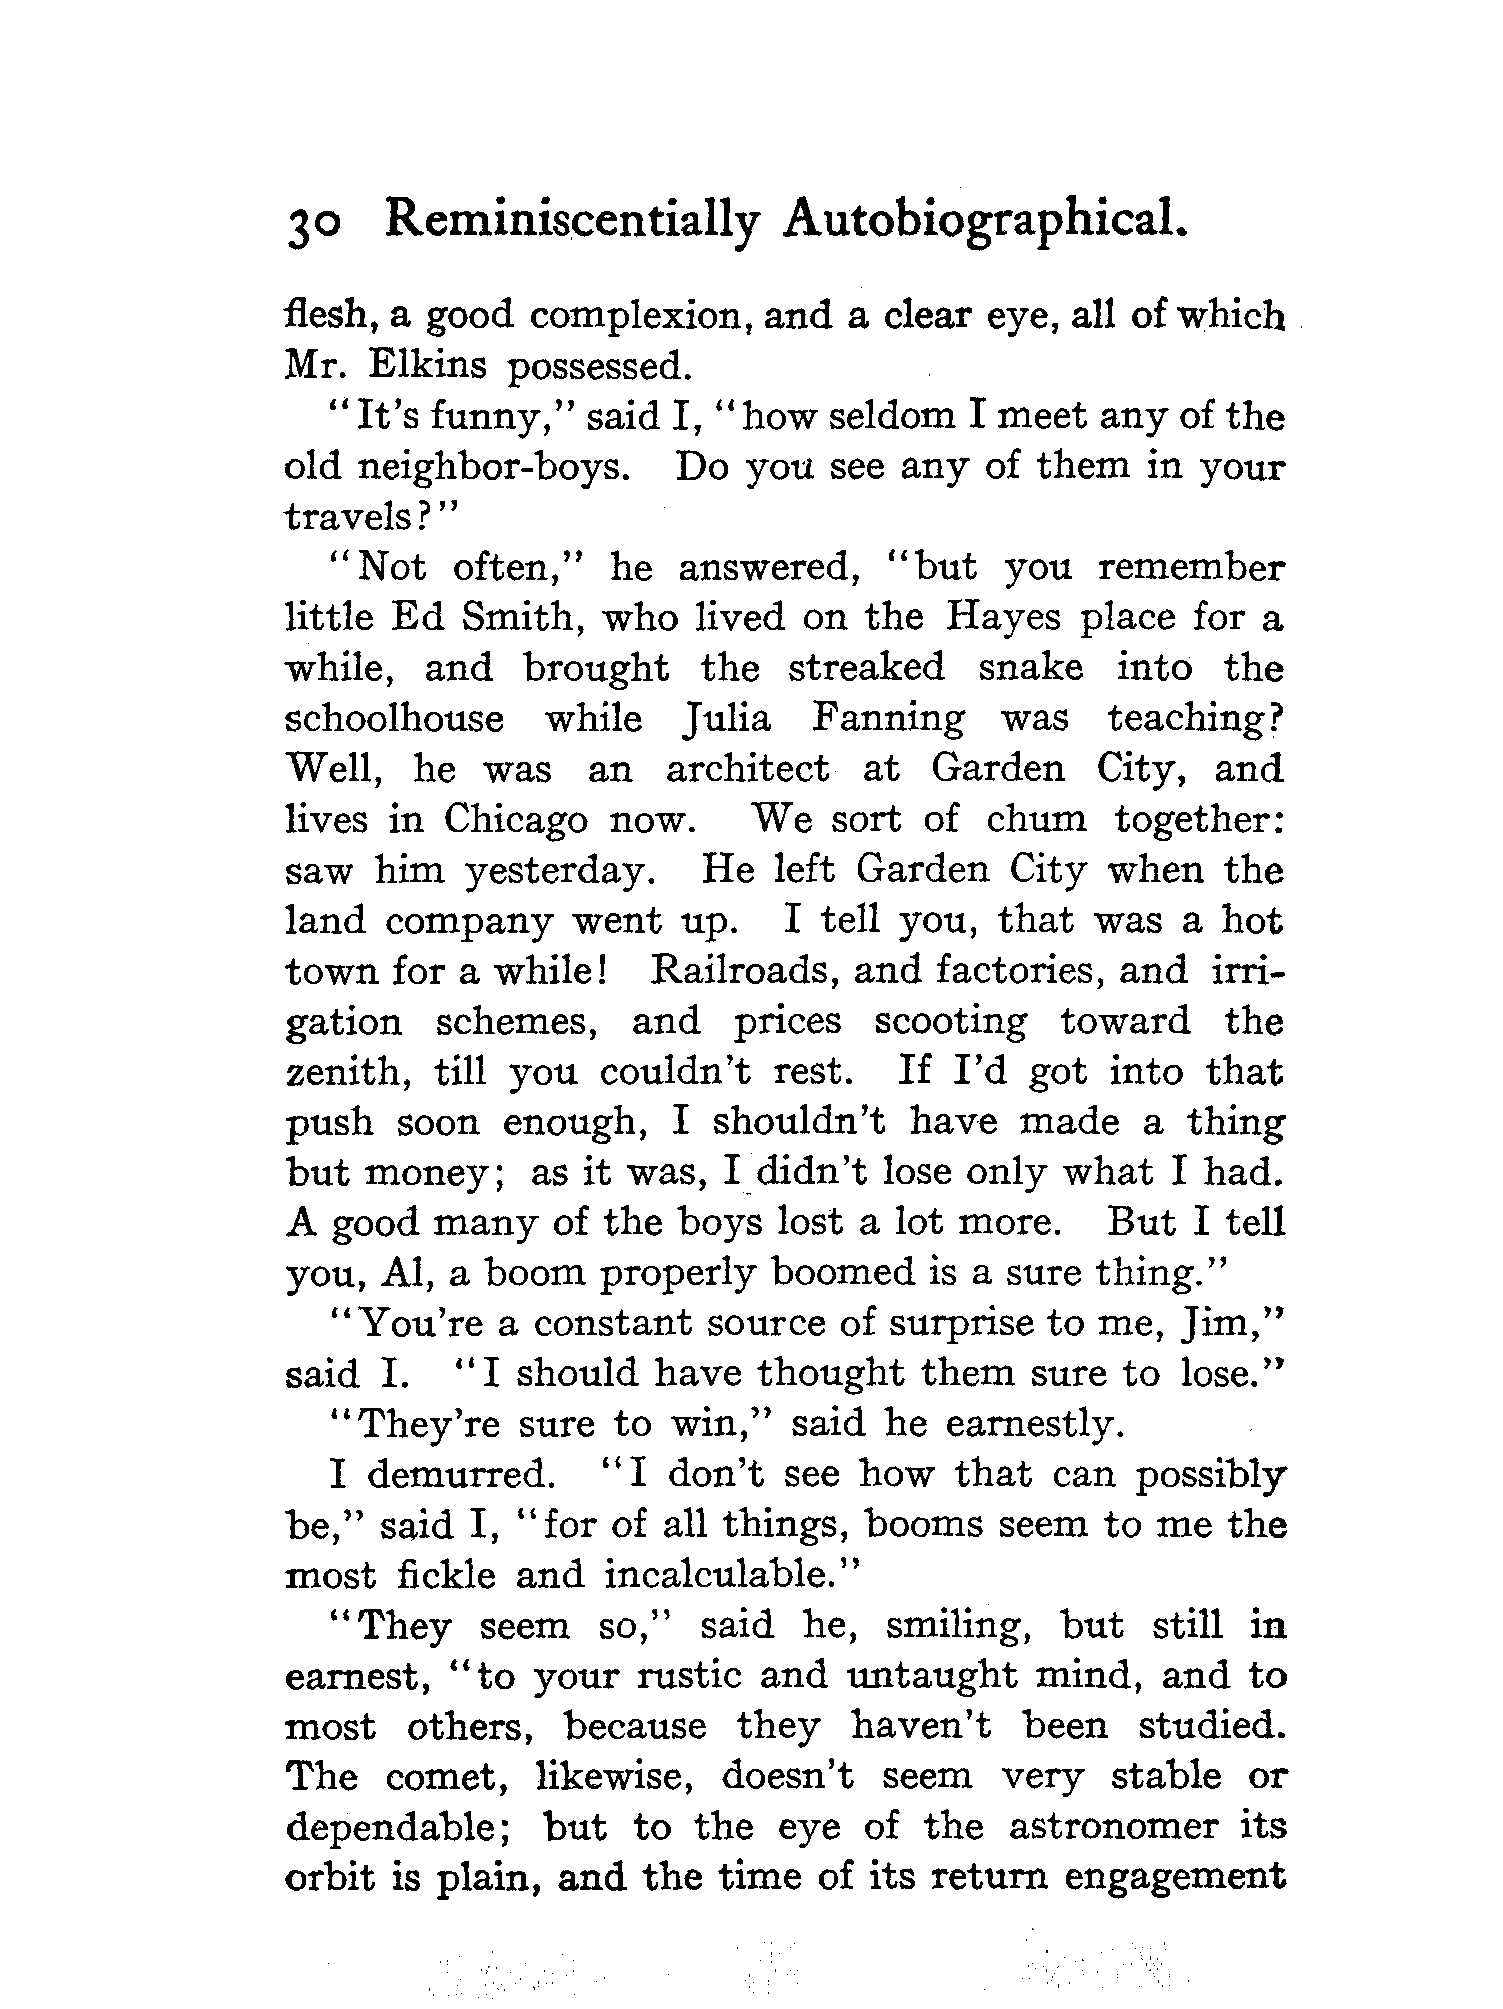 30 Reminiscentially Autobiographical.
flesh, a good complexion, and a clear eye, all of which
Mr. Elkins possessed.
"It's funny," said I, "how seldom I meet any of the
old neighbor-boys. Do you see any of them in your
travels?"
"Not often," he answered, "but you remember
little Ed Smith, who lived on the Hayes place for a
while, and brought the streaked snake into the
schoolhouse while Julia Fanning was teaching?
Well, he was an architect at Garden City, and
lives in Chicago now. We sort of chum together:
saw him yesterday. He left Garden City when the
land company went up. I tell you, that was a hot
town for a while! Railroads, and factories, and irri-
gation schemes, and prices scooting toward the
zenith, till you couldn't rest. If I'd got into that
push soon enough, I shouldn't have made a thing
but money; as it was, I didn't lose only what I had.
A good many of the boys lost a lot more. But I tell
you, Al, a boom properly boomed is a sure thing."
"You're a constant source of surprise to me, Jim,"
said I. "I should have thought them sure to lose."
"They're sure to win," said he earnestly.
I demurred. "I don't see how that can possibly
be," said I, "for of all things, booms seem to me the
most fickle and incalculable."
"They seem so," said he, smiling, but still in
earnest, "to your rustic and untaught mind, and to
most others, because they haven't been studied.
The comet, likewise, doesn't seem very stable or
dependable; but to the eye of the astronomer its
orbit is plain, and the time of its return engagement